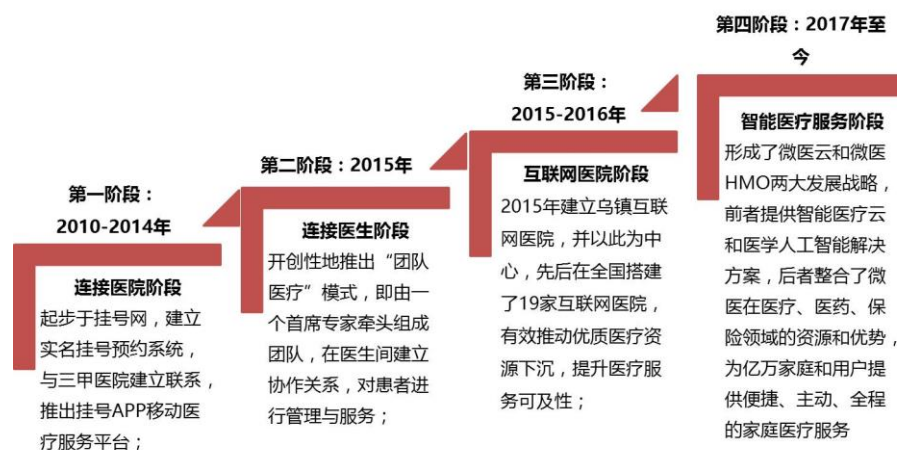 第一阶段：
2010-2014年
连接医院阶段
起步于挂号网，建立
实名挂号预约系统，
与三甲医院建立联系，
推出挂号APP移动医
疗服务平台；
第二阶段：2015年
连接医生阶段
开创性地推出“团队
医疗”模式，即由一
个首席专家牵头组成
团队，在医生间建立
协作关系，对患者进
行管理与服务；
第三阶段：
2015-2016年
互联网医院阶段
2015年建立乌镇互联
网医院，并以此为中
心，先后在全国搭建
了19家互联网医院，
有效推动优质医疗资
源下沉，提升医疗服
务可及性；
第四阶段：2017年至
今
智能医疗服务阶段
形成了微医云和微医
HMO两大发展战略，
前者提供智能医疗云
和医学人工智能解决
方案，后者整合了微
医在医疗、医药、保
险领域的资源和优势，
为亿万家庭和用户提
供便捷、主动、全程
的家庭医疗服务